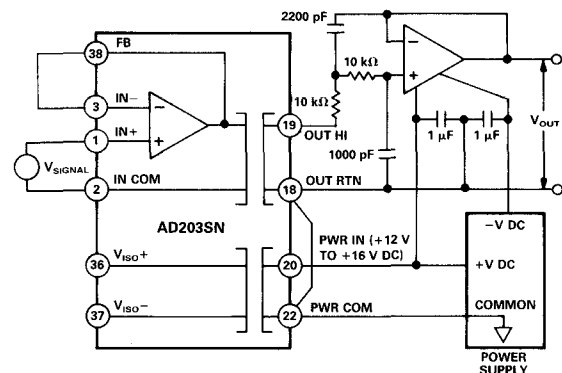 2200 pF
38
FB
3
IN−
1
IN+
VSIGNAL
2
IN COM
AD203SN
36
VISO+
37
VISO−
−
+
10 kΩ
10 kΩ
19
OUT HI
1000 pF
18
OUT RTN
−
+
1 μF
1 μF
VOUT
20
PWR IN (+12 V
TO +16 V DC)
22
PWR COM
−V DC
+V DC
COMMON
POWER
SUPPLY